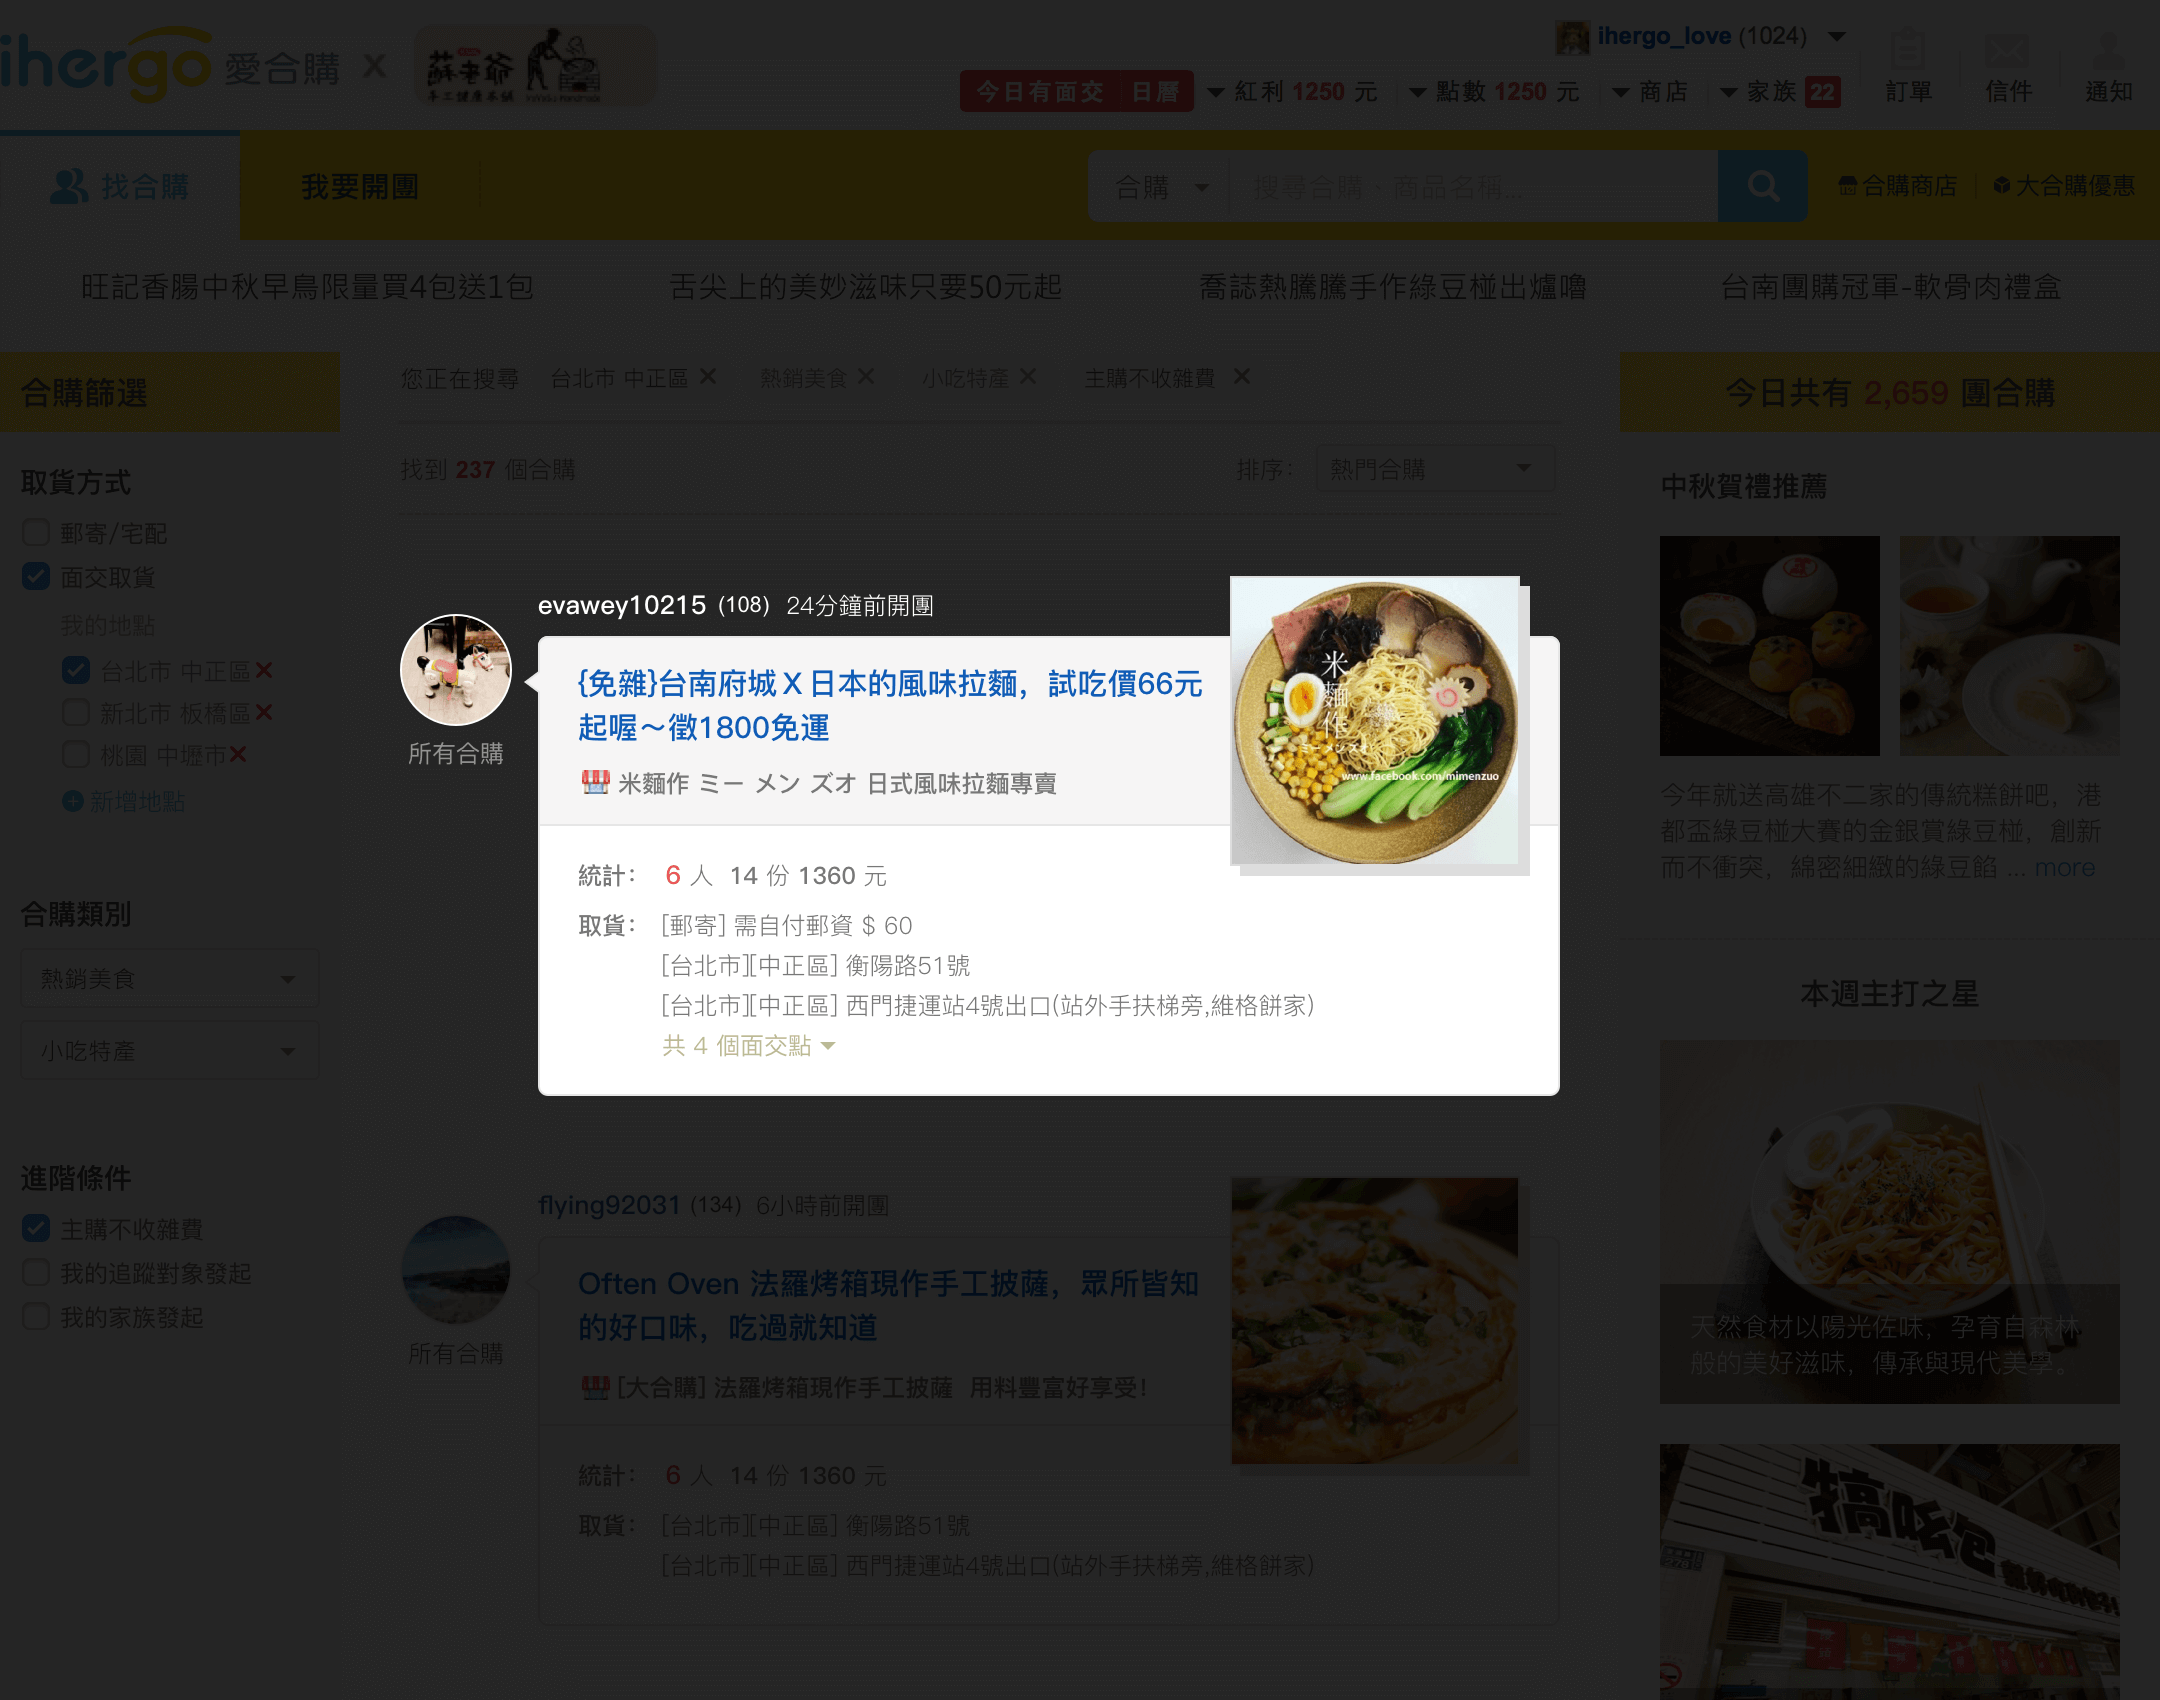 ihergo 愛合購 X 蘇老爺
手工健康本舖
ihergo_love (1024)
今日有面交 日曆 紅利 1250 元 點數 1250 元 商店 家族 22 訂單 信件 通知
找合購 我要開團 合購 搜尋合購、商品名稱... 合購商店 大合購優惠
旺記香腸中秋早鳥限量買4包送1包 舌尖上的美妙滋味只要50元起 喬誌熱騰騰手作綠豆椪出爐嚕 台南團購冠軍-軟骨肉禮盒
合購篩選
取貨方式
郵寄/宅配
面交取貨
我的地點
台北市 中正區
新北市 板橋區
桃園 中壢市
新增地點
合購類別
熱銷美食
小吃特產
進階條件
主購不收雜費
我的追蹤對象發起
我的家族發起
您正在搜尋 台北市 中正區 熱銷美食 小吃特產 主購不收雜費
找到 237 個合購 排序： 熱門合購
evawey10215 (108) 24分鐘前開團
所有合購
{免雜}台南府城 X 日本的風味拉麵，試吃價66元
起喔～徵1800免運
米麵作 ミー メン ズオ 日式風味拉麵專賣
米麵作
ミーメンズオ
www.facebook.com/mimenzuo
統計： 6 人 14 份 1360 元
取貨： [郵寄] 需自付郵資 $ 60
[台北市][中正區] 衡陽路51號
[台北市][中正區] 西門捷運站4號出口(站外手扶梯旁,維格餅家)
共 4 個面交點
flying92031 (134) 6小時前開團
所有合購
Often Oven 法羅烤箱現作手工披薩，眾所皆知
的好口味，吃過就知道
[大合購] 法羅烤箱現作手工披薩 用料豐富好享受!
統計： 6 人 14 份 1360 元
取貨： [台北市][中正區] 衡陽路51號
[台北市][中正區] 西門捷運站4號出口(站外手扶梯旁,維格餅家)
今日共有 2,659 團合購
中秋賀禮推薦
今年就送高雄不二家的傳統糕餅吧，港
都盃綠豆椪大賽的金銀賞綠豆椪，創新
而不衝突，綿密細緻的綠豆餡 ... more
本週主打之星
天然食材以陽光佐味，孕育自森林
般的美好滋味，傳承與現代美學。